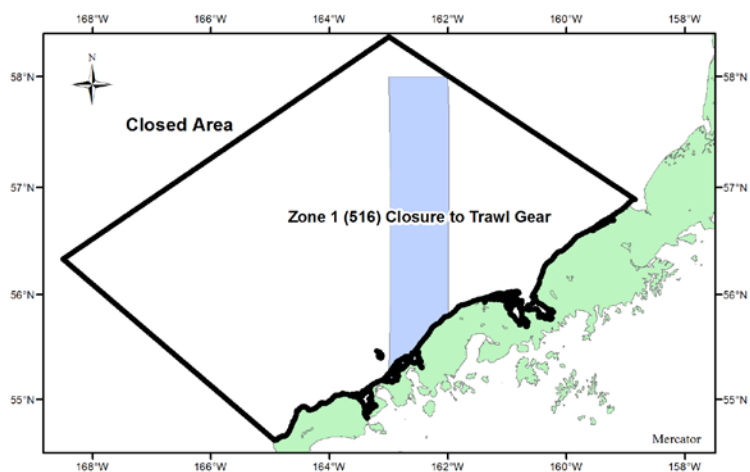 168°W 166°W 164°W 162°W 160°W 158°W
N
58°N 58°N
Closed Area
57°N 57°N
Zone 1 (516) Closure to Trawl Gear
56°N 56°N
55°N 55°N
Mercator
168°W 166°W 164°W 162°W 160°W 158°W